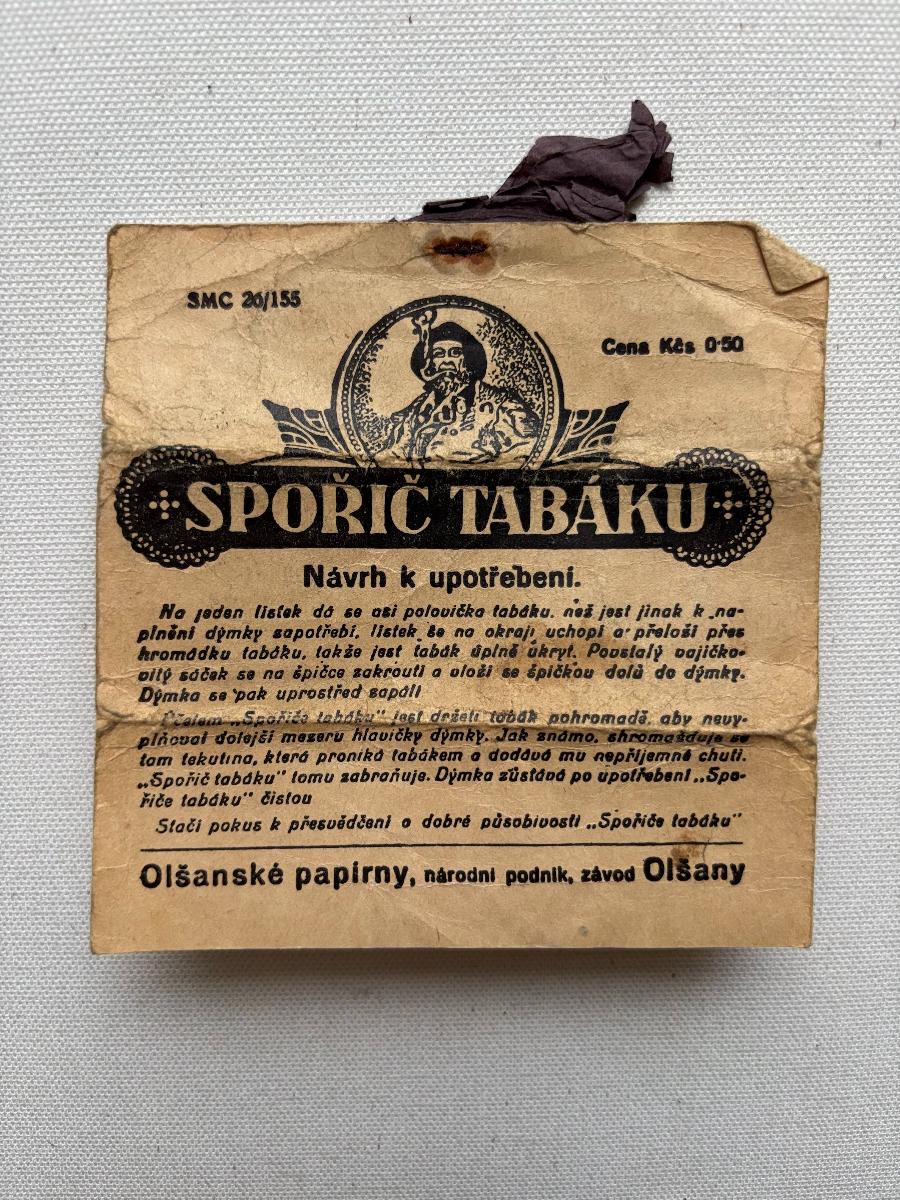 SMC 26/155
Cena Kčs 0·50
SPOŘIČ TABÁKU
Návrh k upotřebení.
Na jeden lístek dá se asi polovička tabáku, než jest jinak k na-
plnění dýmky zapotřebí, lístek se na okraji uchopí a přeloží přes
hromádku tabáku, takže jest tabák úplně ukryt. Povstalý vajíčko-
vitý sáček se na špičce zakroutí a vloží se špičkou dolů do dýmky.
Dýmka se pak uprostřed zapálí
Účelem „Spořiče tabáku" jest držeti tabák pohromadě, aby nevy-
plňoval dolejší mezeru hlavičky dýmky. Jak známo, shromažďuje se
tam tekutina, která proniká tabákem a dodává mu nepříjemné chuti.
„Spořič tabáku" tomu zabraňuje. Dýmka zůstává po upotřebení „Spo-
řiče tabáku" čistou
Stačí pokus k přesvědčení o dobré působivosti „Spořiče tabáku"
Olšanské papírny, národní podnik, závod Olšany